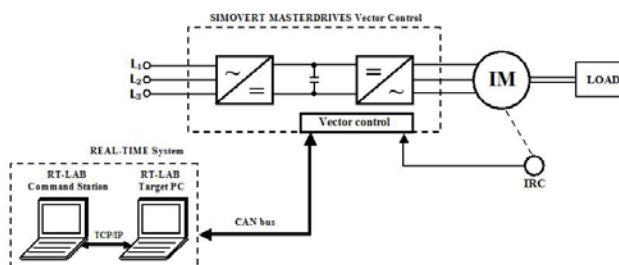 SIMOVERT MASTERDRIVES Vector Control
L1
L2
L3
~
=
=
~
IM
LOAD
Vector control
IRC
REAL-TIME System
RT-LAB
Command Station
RT-LAB
Target PC
TCP/IP
CAN bus